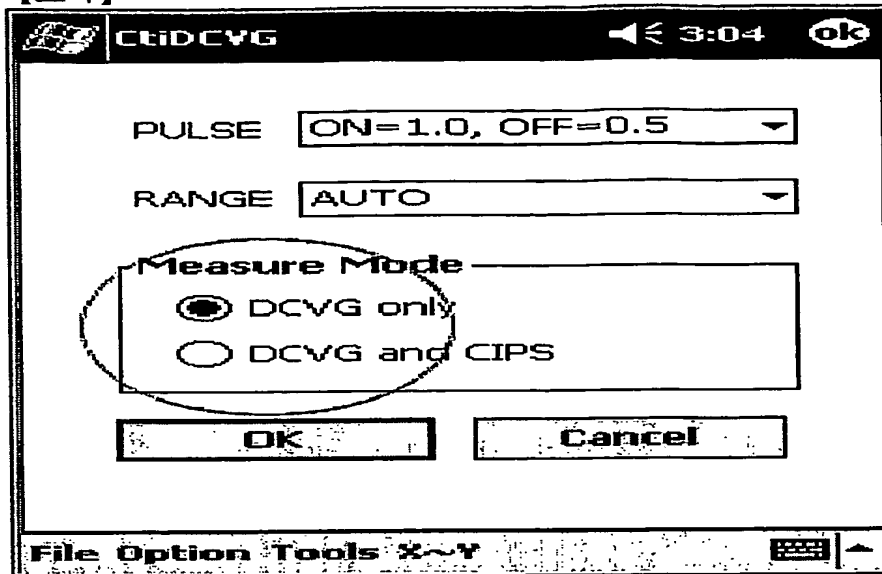 CtiDCVG 3:04 ok
PULSE ON=1.0, OFF=0.5
RANGE AUTO
Measure Mode
DCVG only
DCVG and CIPS
OK Cancel
File Option Tools X~Y